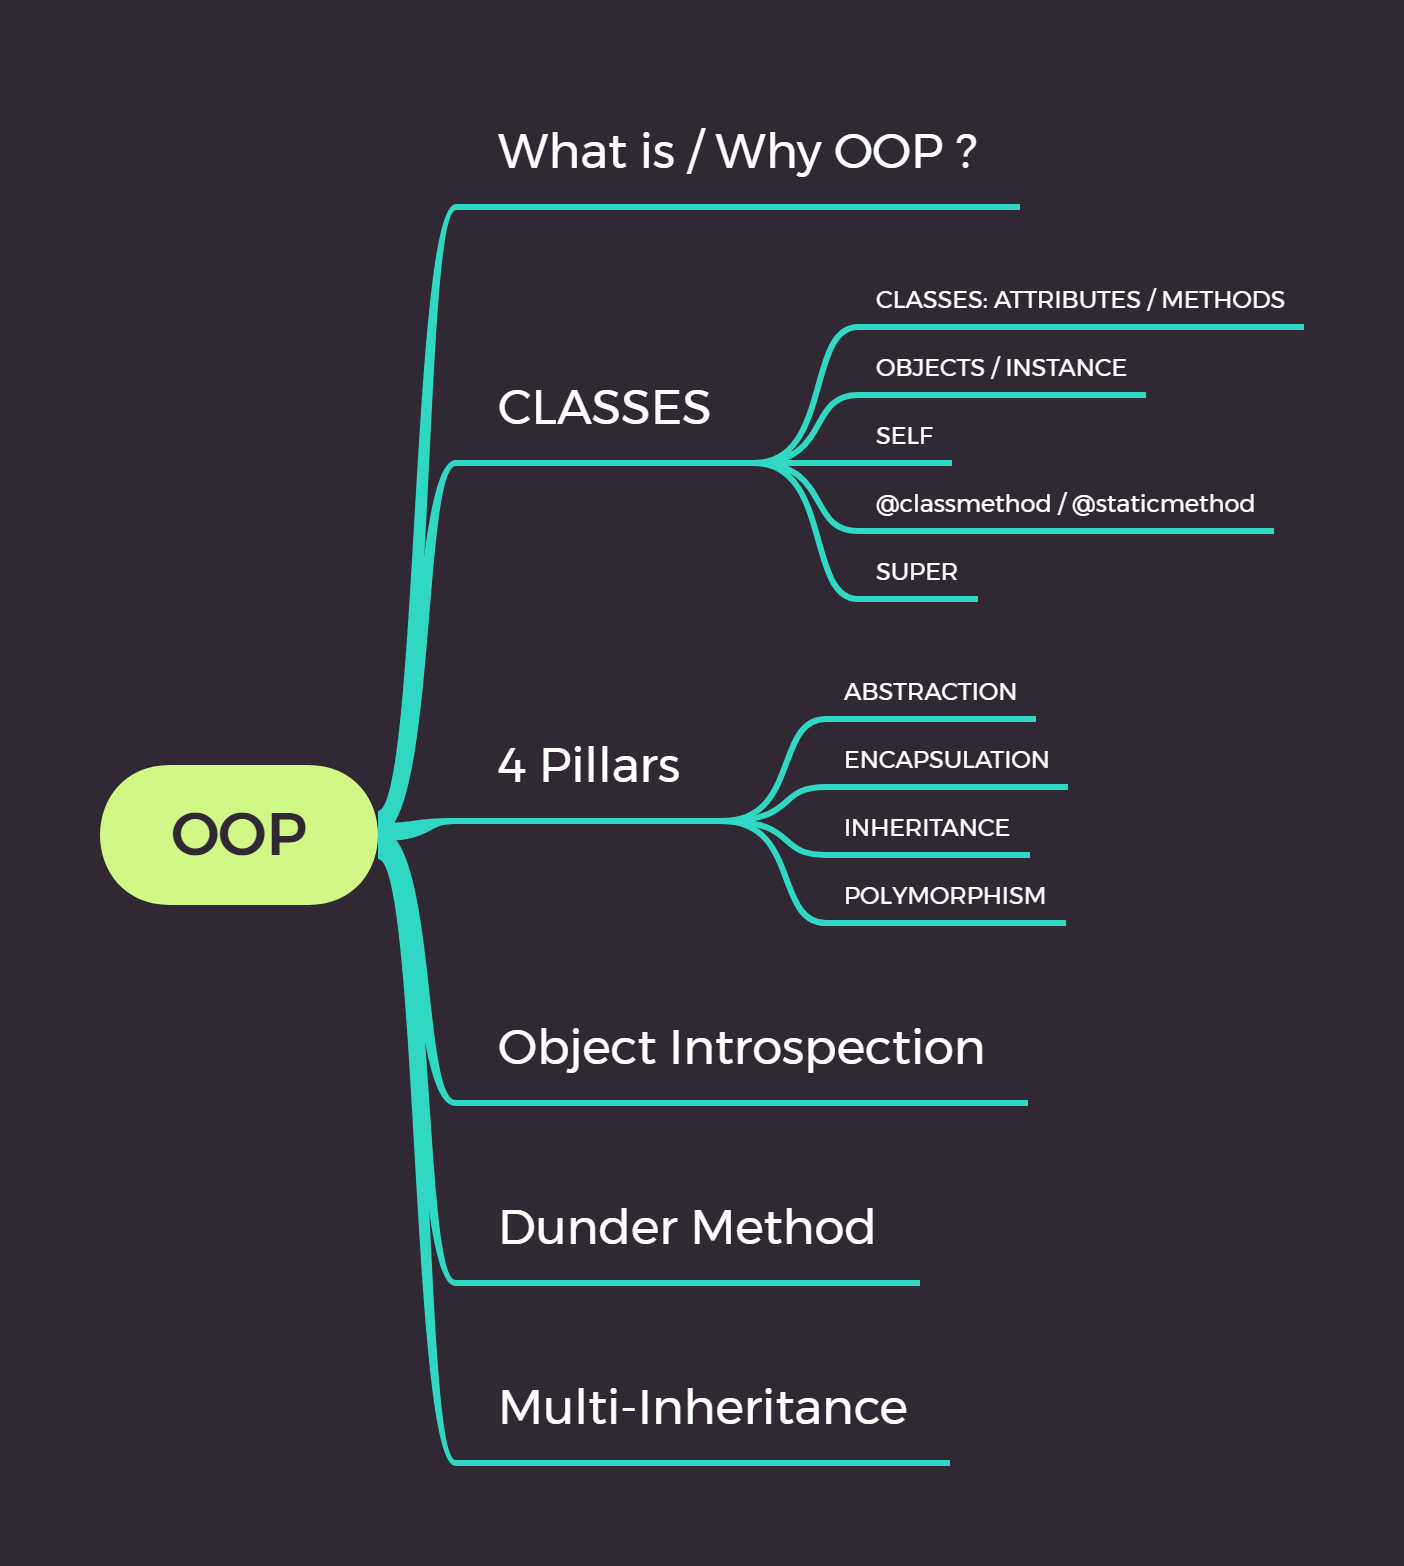 What is / Why OOP ?
CLASSES: ATTRIBUTES / METHODS
OBJECTS / INSTANCE
CLASSES
SELF
@classmethod / @staticmethod
SUPER
ABSTRACTION
4 Pillars
ENCAPSULATION
INHERITANCE
OOP
POLYMORPHISM
Object Introspection
Dunder Method
Multi-Inheritance